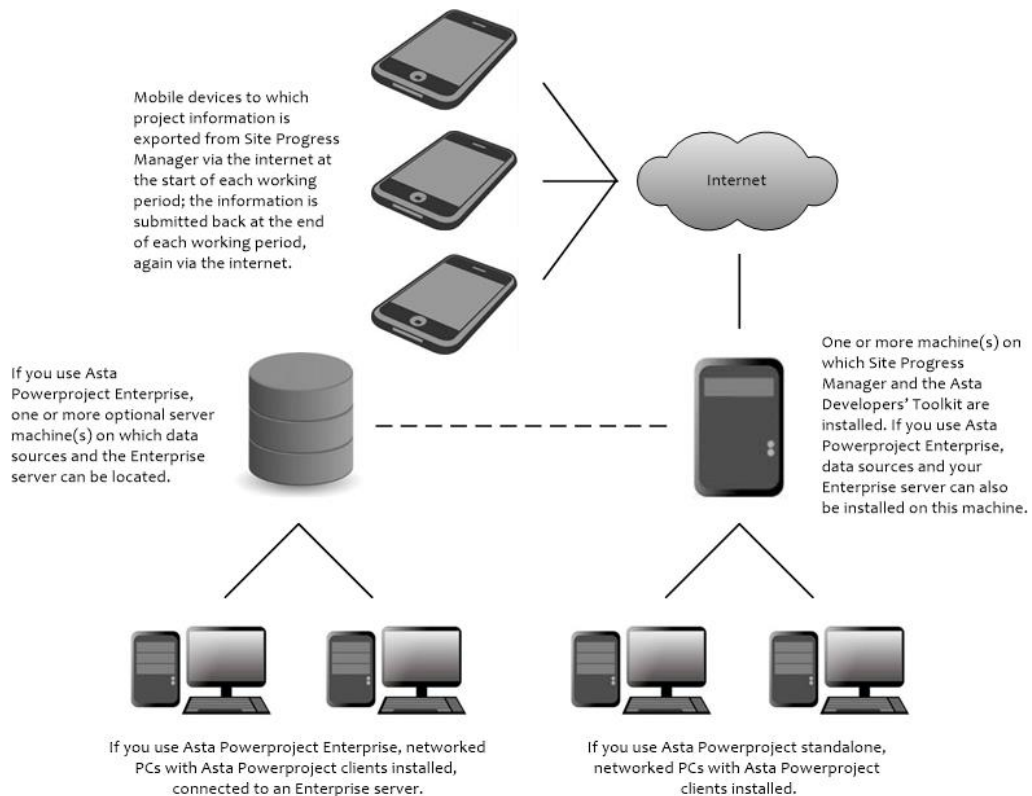 Mobile devices to which
project information is
exported from Site Progress
Manager via the internet at
the start of each working
period; the information is
submitted back at the end
of each working period,
again via the internet.
Internet
If you use Asta
Powerproject Enterprise,
one or more optional server
machine(s) on which data
sources and the Enterprise
server can be located.
One or more machine(s) on
which Site Progress
Manager and the Asta
Developers' Toolkit are
installed. If you use Asta
Powerproject Enterprise,
data sources and your
Enterprise server can also
be installed on this machine.
If you use Asta Powerproject Enterprise, networked
PCs with Asta Powerproject clients installed,
connected to an Enterprise server.
If you use Asta Powerproject standalone,
networked PCs with Asta Powerproject
clients installed.